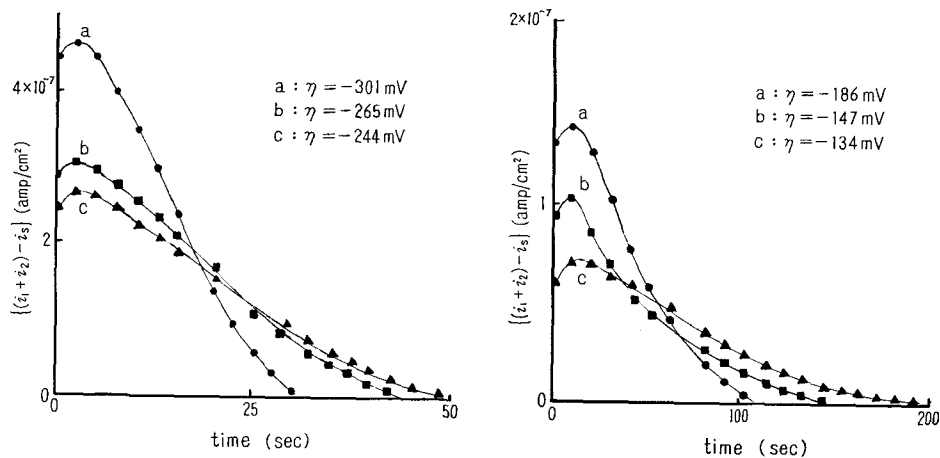 a
4×10⁻⁷
a : η = −301 mV
b : η = −265 mV
c : η = −244 mV
b
c
2
0
0
25
50
time (sec)
{(i₁+i₂)−iₛ} (amp/cm²)
2×10⁻⁷
a
a : η = −186 mV
b : η = −147 mV
c : η = −134 mV
1
b
c
0
0
100
200
time (sec)
{(i₁+i₂)−iₛ} (amp/cm²)